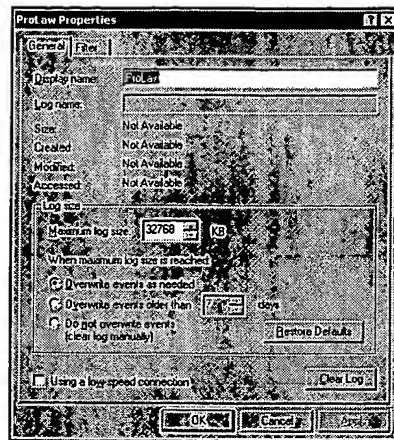 ProLaw Properties
General Filter
Display name: ProLaw
Log name:
Size: Not Available
Created: Not Available
Modified: Not Available
Accessed: Not Available
Log size
Maximum log size: 32768 KB
When maximum log size is reached:
Overwrite events as needed
Overwrite events older than days
Do not overwrite events
(clear log manually)
Restore Defaults
Using a low-speed connection
Clear Log
OK Cancel Apply